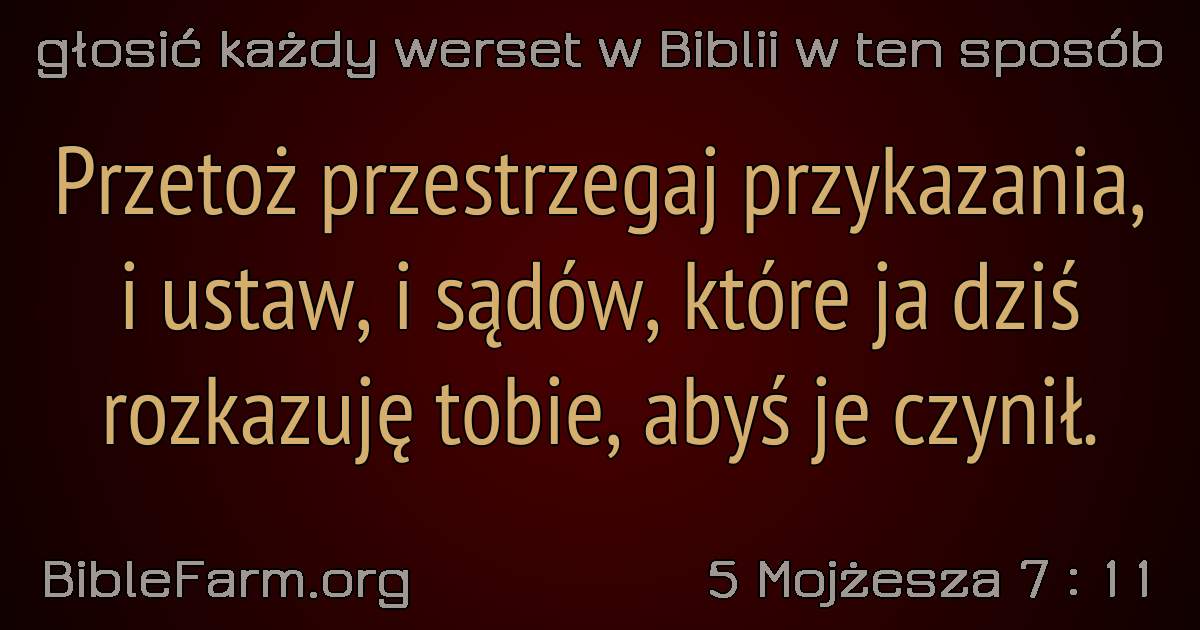 głosić każdy werset w Biblii w ten sposób
Przetoż przestrzegaj przykazania,
i ustaw, i sądów, które ja dziś
rozkazuję tobie, abyś je czynił.
BibleFarm.org
5 Mojżesza 7 : 11